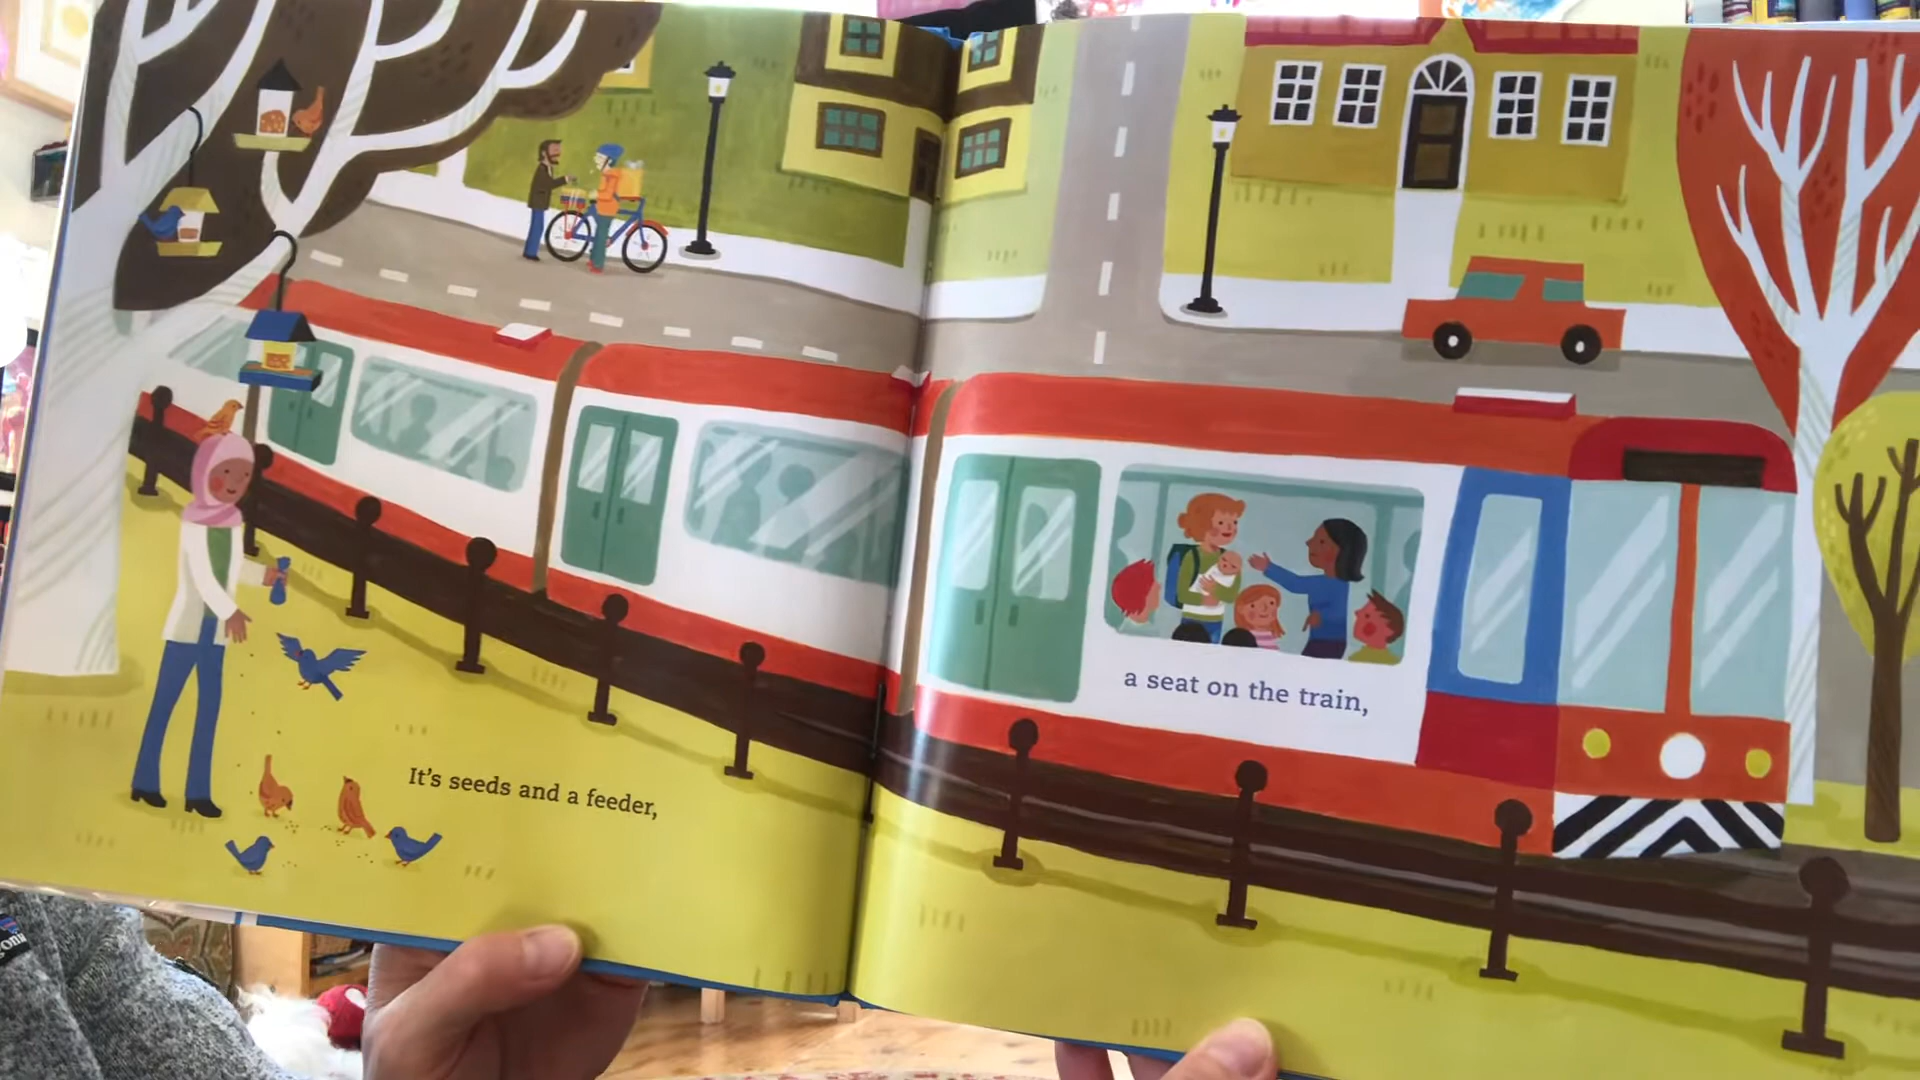 It's seeds and a feeder,
a seat on the train,